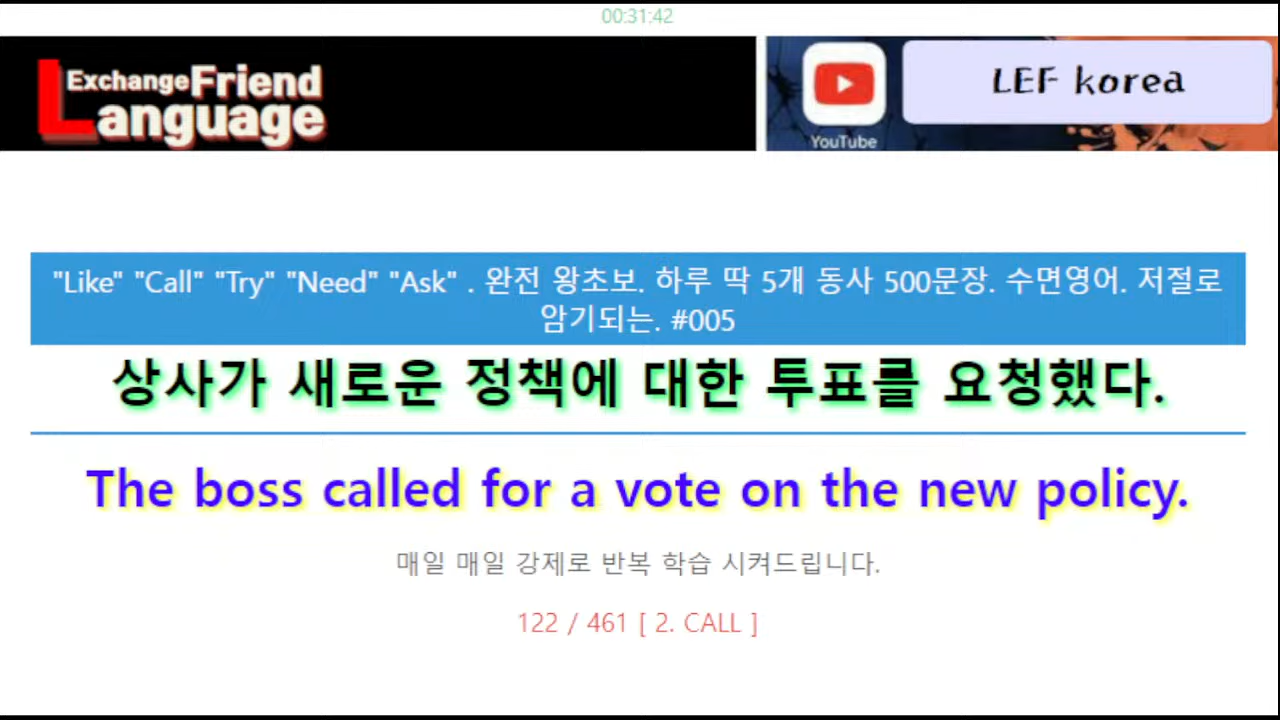 00:31:42
ExchangeFriend
Language
YouTube
LEF korea
"Like" "Call" "Try" "Need" "Ask" . 완전 왕초보. 하루 딱 5개 동사 500문장. 수면영어. 저절로
암기되는. #005
상사가 새로운 정책에 대한 투표를 요청했다.
The boss called for a vote on the new policy.
매일 매일 강제로 반복 학습 시켜드립니다.
122 / 461 [ 2. CALL ]